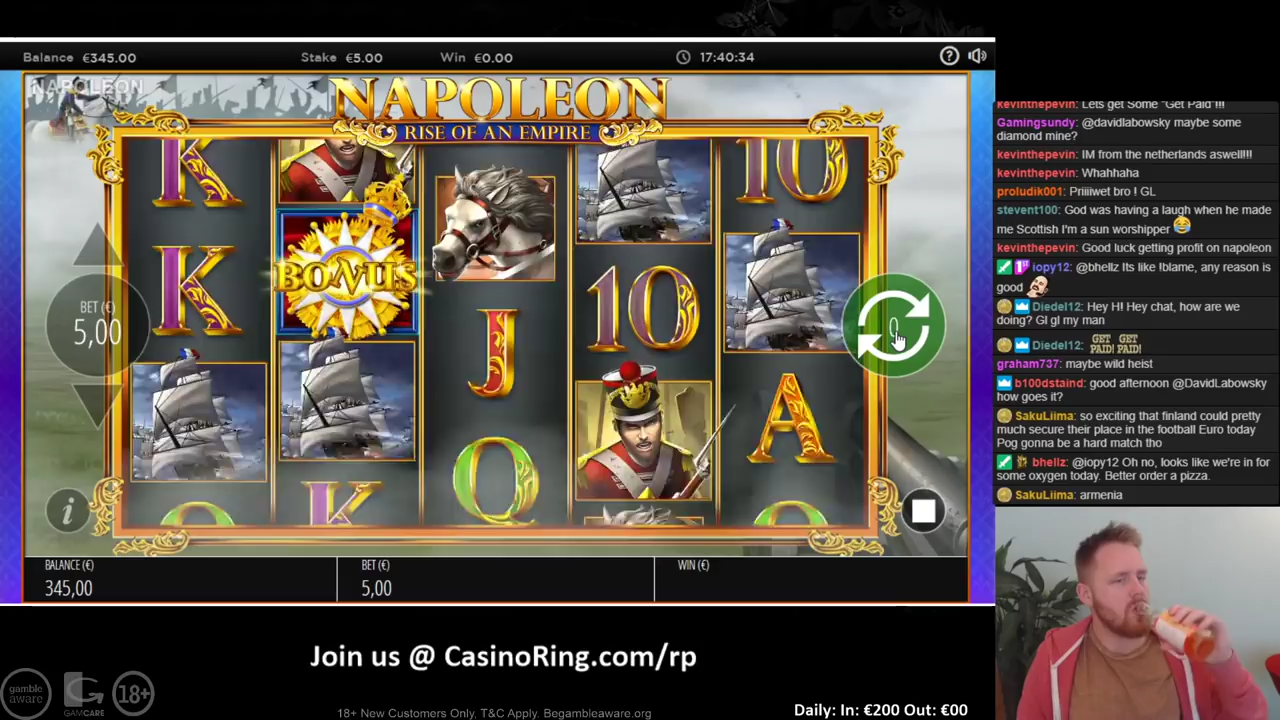 Balance €345.00
Stake €5.00
Win €0.00
17:40:34
?
NAPOLEON
NAPOLEON
RISE OF AN EMPIRE
K
10
K
BONUS
10
J
A
Q
K
BET (€)
5,00
0
i
BALANCE (€)
345,00
BET (€)
5,00
WIN (€)
kevinthepevin: Lets get Some "Get Paid"!!!
Gamingsundy: @davidlabowsky maybe some
diamond mine?
kevinthepevin: IM from the netherlands aswell!!!
kevinthepevin: Whahhaha
proludik001: Priiiwet bro ! GL
stevent100: God was having a laugh when he made
me Scottish I'm a sun worshipper
kevinthepevin: Good luck getting profit on napoleon
1ST iopy12: @bhellz Its like !blame, any reason is
good
Diedel12: Hey H! Hey chat, how are we
doing? Gl gl my man
Diedel12: GET PAID! GET PAID!
graham737: maybe wild heist
b100dstaind: good afternoon @DavidLabowsky
how goes it?
SakuLiima: so exciting that finland could pretty
much secure their place in the football Euro today
Pog gonna be a hard match tho
bhellz: @iopy12 Oh no, looks like we're in for
some oxygen today. Better order a pizza.
SakuLiima: armenia
Join us @ CasinoRing.com/rp
gamble
aware
GAMCARE
18+
18+ New Customers Only, T&C Apply. Begambleaware.org
Daily: In: €200 Out: €00